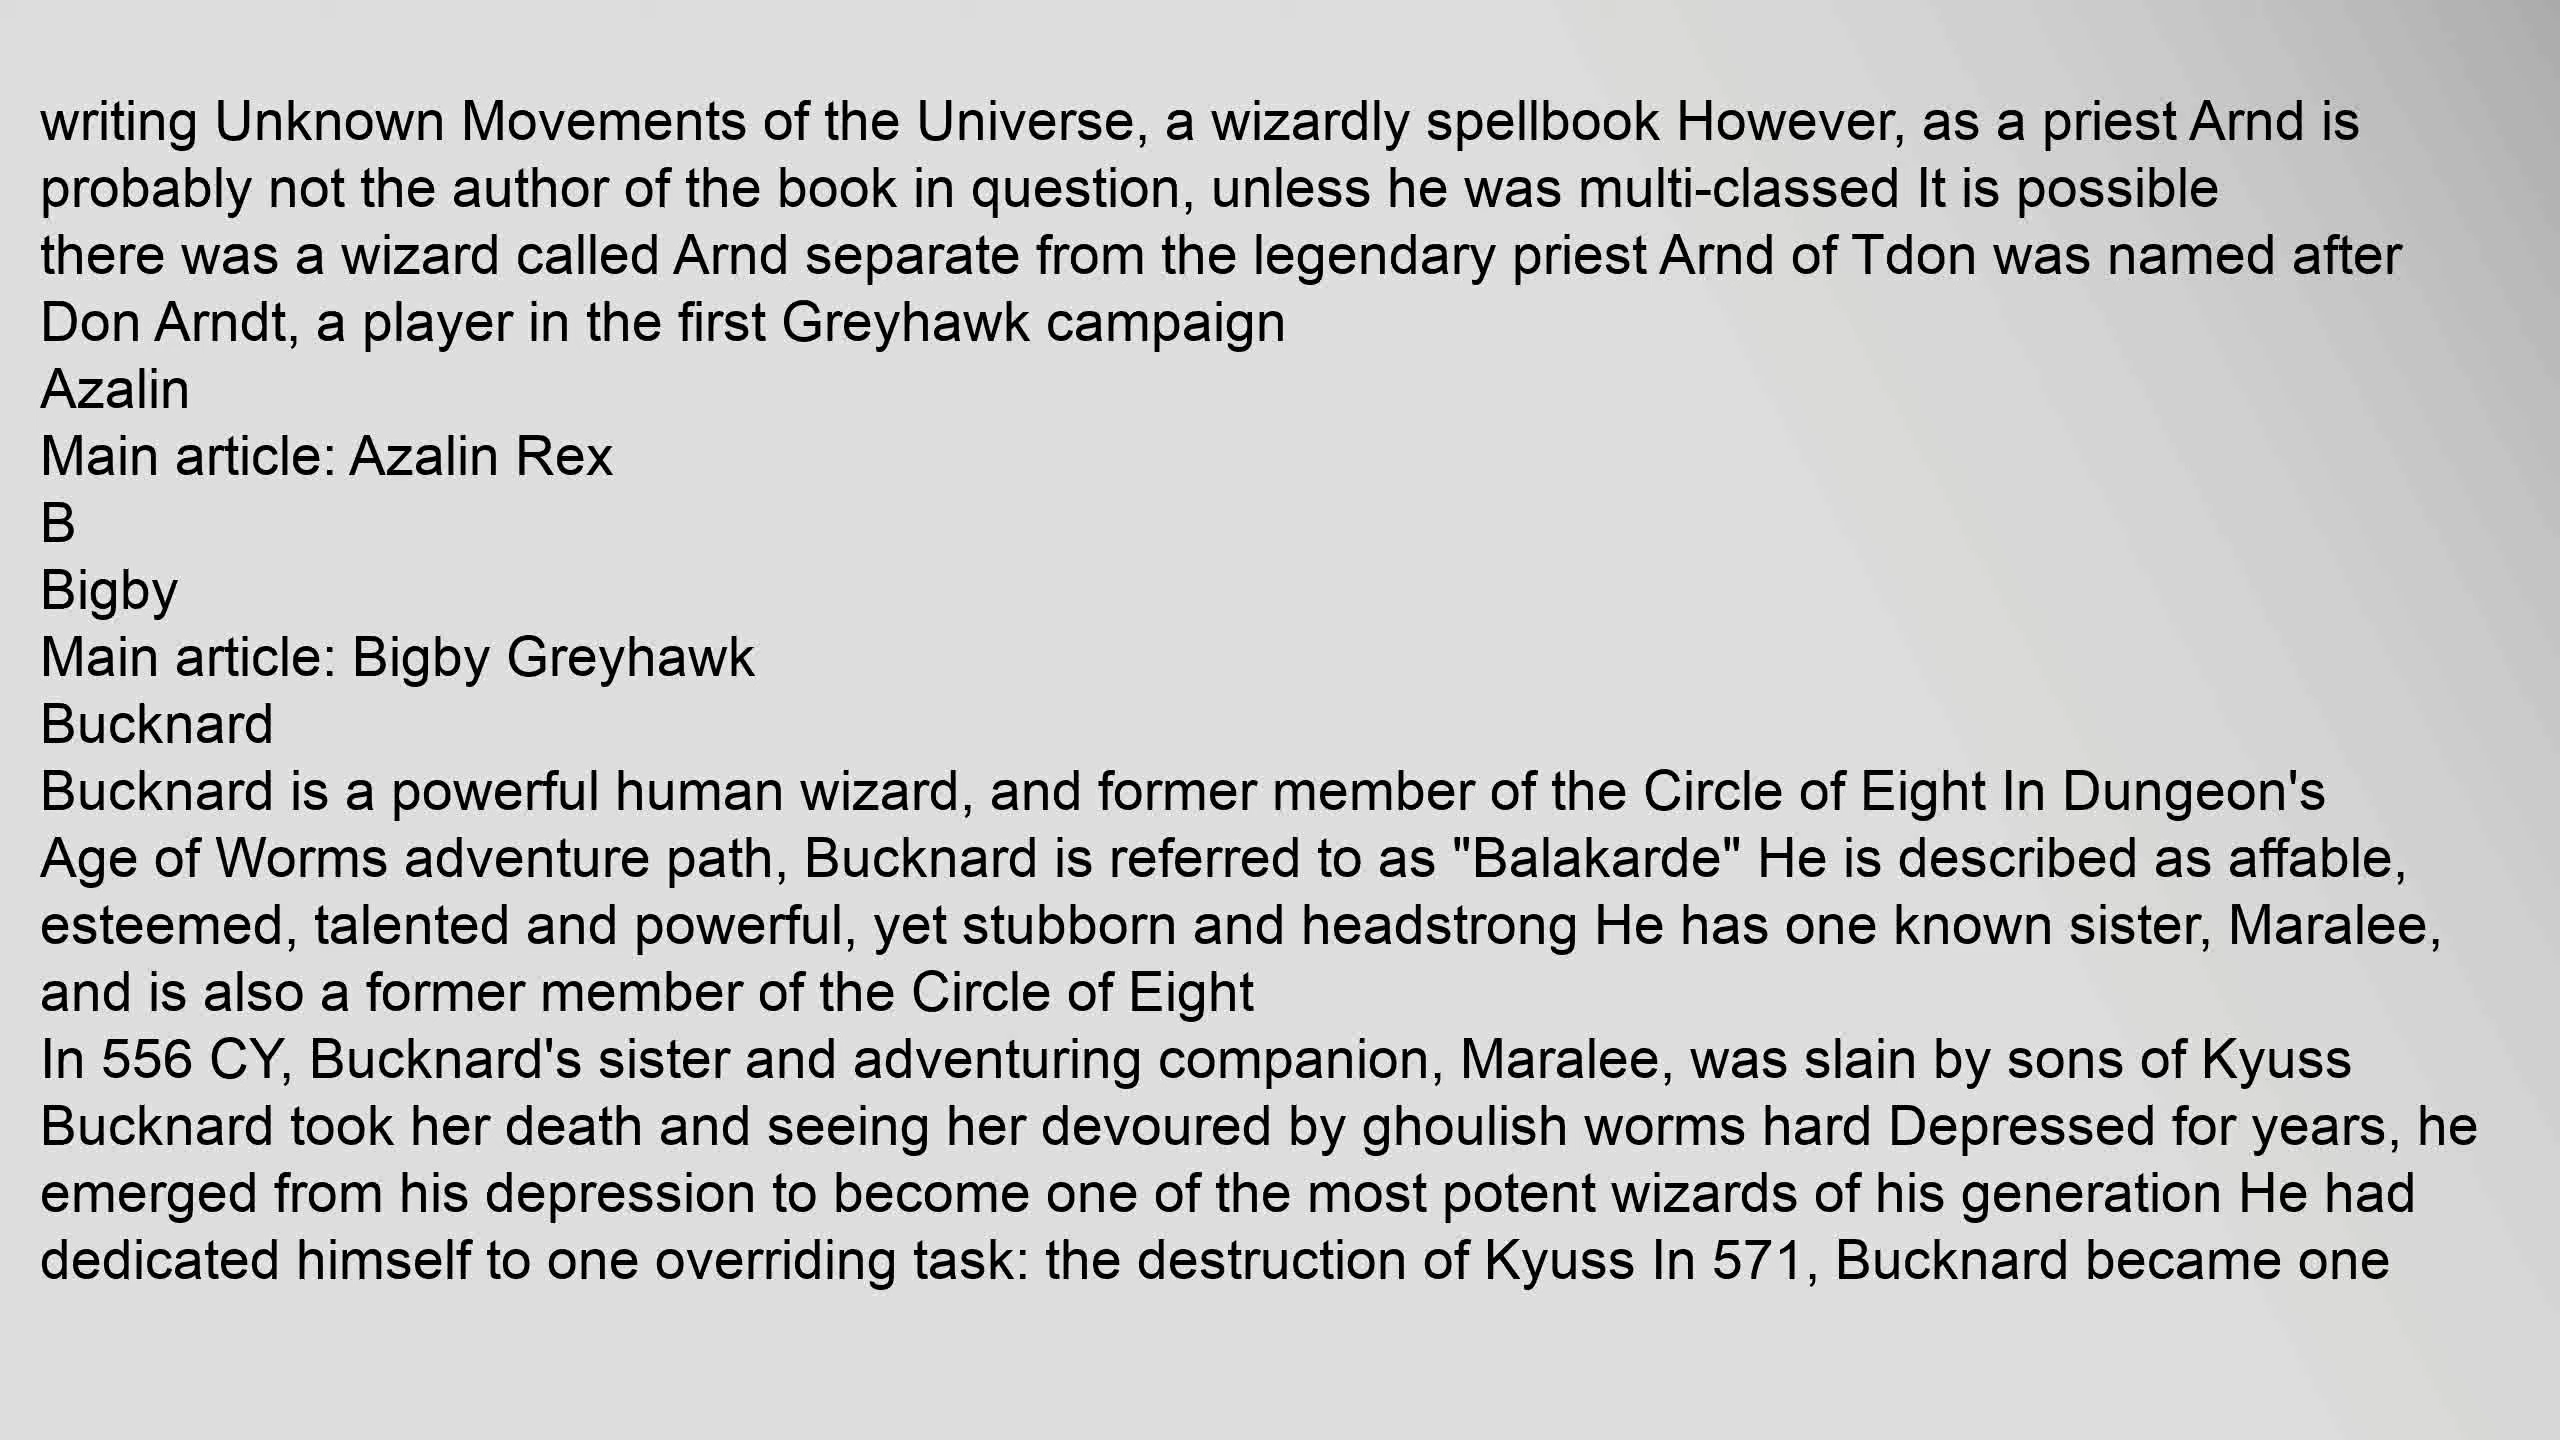 writing Unknown Movements of the Universe, a wizardly spellbook However, as a priest Arnd is
probably not the author of the book in question, unless he was multi-classed It is possible
there was a wizard called Arnd separate from the legendary priest Arnd of Tdon was named after
Don Arndt, a player in the first Greyhawk campaign
Azalin
Main article: Azalin Rex
B
Bigby
Main article: Bigby Greyhawk
Bucknard
Bucknard is a powerful human wizard, and former member of the Circle of Eight In Dungeon's
Age of Worms adventure path, Bucknard is referred to as "Balakarde" He is described as affable,
esteemed, talented and powerful, yet stubborn and headstrong He has one known sister, Maralee,
and is also a former member of the Circle of Eight
In 556 CY, Bucknard's sister and adventuring companion, Maralee, was slain by sons of Kyuss
Bucknard took her death and seeing her devoured by ghoulish worms hard Depressed for years, he
emerged from his depression to become one of the most potent wizards of his generation He had
dedicated himself to one overriding task: the destruction of Kyuss In 571, Bucknard became one